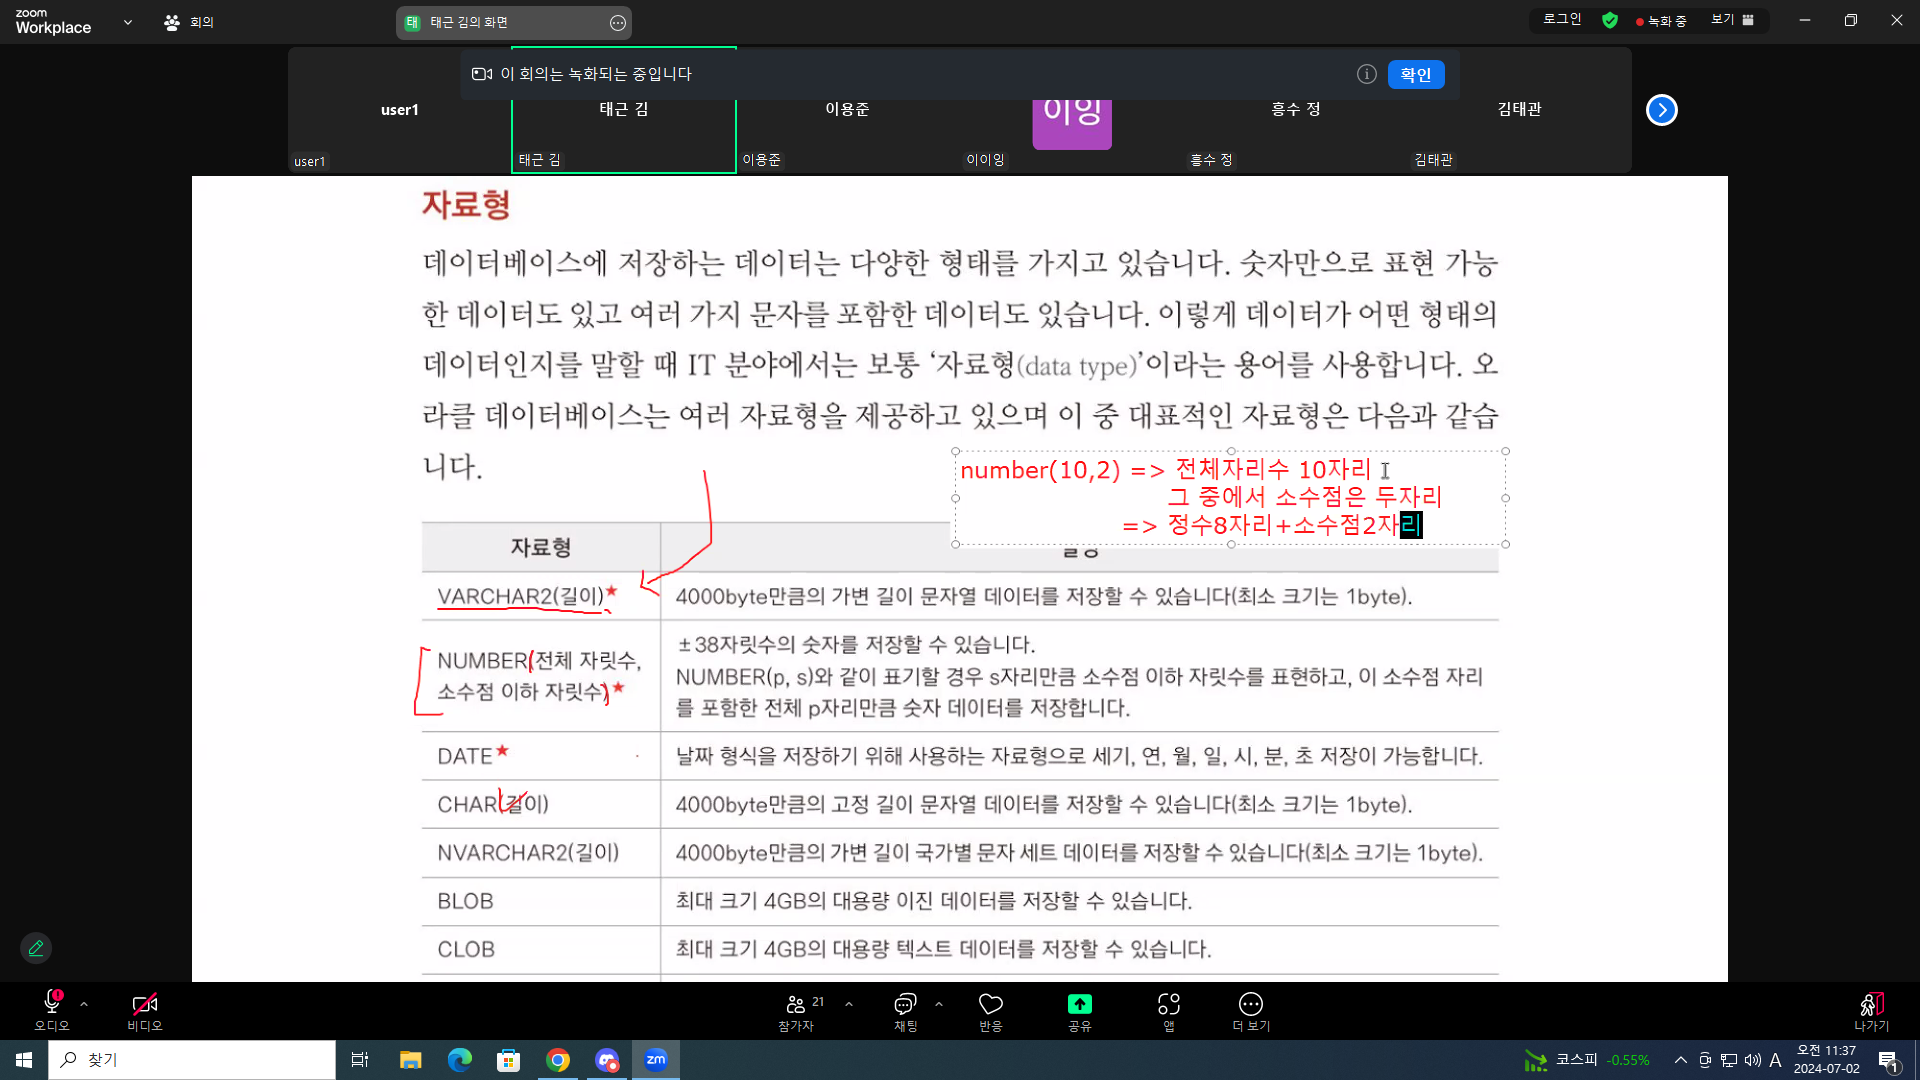 zoom
Workplace
회의
태 태근 김의 화면
로그인
녹화 중
보기
이 회의는 녹화되는 중입니다
확인
user1
태근 김
이용준
이잉
흥수 정
김태관
user1
태근 김
이용준
이이잉
흥수 정
김태관
자료형
데이터베이스에 저장하는 데이터는 다양한 형태를 가지고 있습니다. 숫자만으로 표현 가능
한 데이터도 있고 여러 가지 문자를 포함한 데이터도 있습니다. 이렇게 데이터가 어떤 형태의
데이터인지를 말할 때 IT 분야에서는 보통 ‘자료형(data type)’이라는 용어를 사용합니다. 오
라클 데이터베이스는 여러 자료형을 제공하고 있으며 이 중 대표적인 자료형은 다음과 같습
니다.
number(10,2) => 전체자리수 10자리
그 중에서 소수점은 두자리
=> 정수8자리+소수점2자리
자료형
VARCHAR2(길이)★ 4000byte만큼의 가변 길이 문자열 데이터를 저장할 수 있습니다(최소 크기는 1byte).
NUMBER(전체 자릿수,
소수점 이하 자릿수)★
±38자릿수의 숫자를 저장할 수 있습니다.
NUMBER(p, s)와 같이 표기할 경우 s자리만큼 소수점 이하 자릿수를 표현하고, 이 소수점 자리
를 포함한 전체 p자리만큼 숫자 데이터를 저장합니다.
DATE★ 날짜 형식을 저장하기 위해 사용하는 자료형으로 세기, 연, 월, 일, 시, 분, 초 저장이 가능합니다.
CHAR(길이) 4000byte만큼의 고정 길이 문자열 데이터를 저장할 수 있습니다(최소 크기는 1byte).
NVARCHAR2(길이) 4000byte만큼의 가변 길이 국가별 문자 세트 데이터를 저장할 수 있습니다(최소 크기는 1byte).
BLOB 최대 크기 4GB의 대용량 이진 데이터를 저장할 수 있습니다.
CLOB 최대 크기 4GB의 대용량 텍스트 데이터를 저장할 수 있습니다.
오디오
비디오
참가자 21
채팅
반응
공유
앱
더 보기
나가기
찾기
zm
코스피 -0.55%
A
오전 11:37
2024-07-02
1